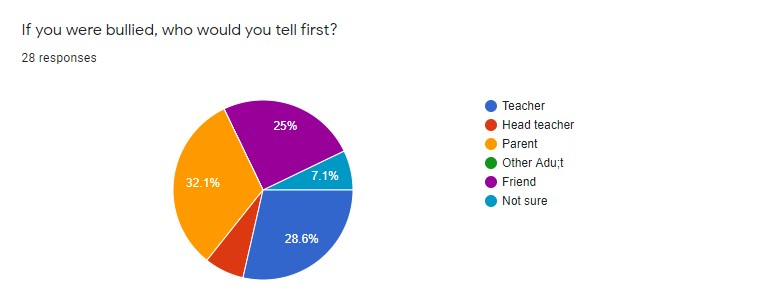 If you were bullied, who would you tell first?
28 responses
25%
7.1%
32.1%
28.6%
Teacher
Head teacher
Parent
Other Adu;t
Friend
Not sure